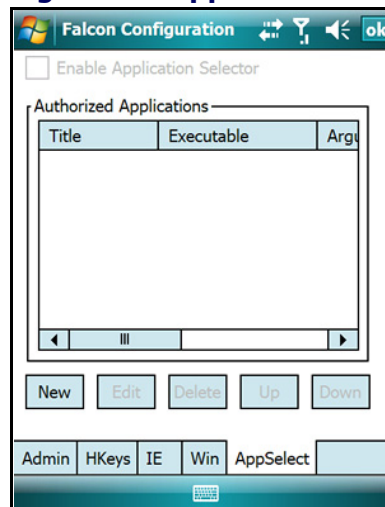 Falcon Configuration ok
Enable Application Selector
Authorized Applications
Title Executable Argu
New Edit Delete Up Down
Admin HKeys IE Win AppSelect